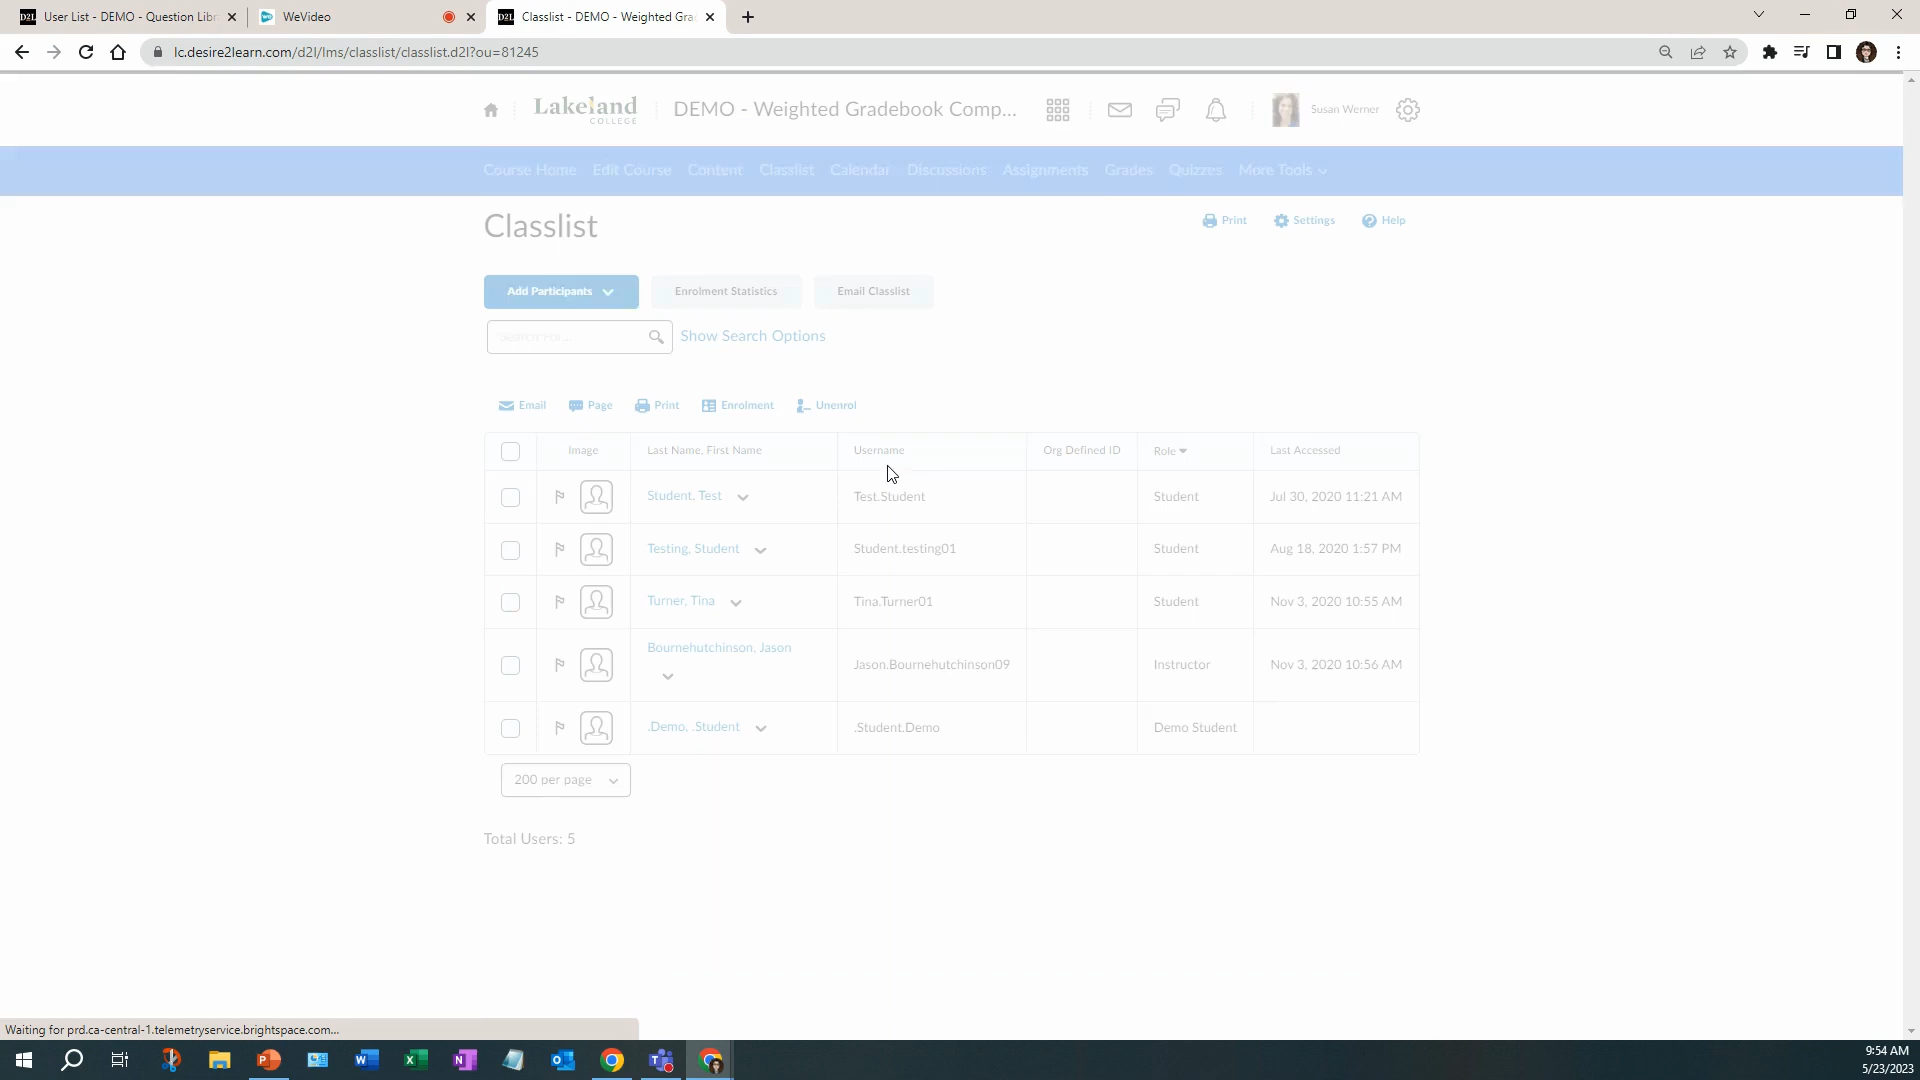 User List - DEMO - Question Libr
WeVideo
Classlist - DEMO - Weighted Gra
lc.desire2learn.com/d2l/lms/classlist/classlist.d2l?ou=81245
Lakeland COLLEGE
DEMO - Weighted Gradebook Comp...
Susan Werner
Course Home Edit Course Content Classlist Calendar Discussions Assignments Grades Quizzes More Tools
Classlist
Print Settings Help
Add Participants Enrolment Statistics Email Classlist
Search For... Show Search Options
Email Page Print Enrolment Unenrol
Image Last Name, First Name Username Org Defined ID Role Last Accessed
Student, Test Test.Student Student Jul 30, 2020 11:21 AM
Testing, Student Student.testing01 Student Aug 18, 2020 1:57 PM
Turner, Tina Tina.Turner01 Student Nov 3, 2020 10:55 AM
Bournehutchinson, Jason Jason.Bournehutchinson09 Instructor Nov 3, 2020 10:56 AM
.Demo, .Student .Student.Demo Demo Student
200 per page
Total Users: 5
Waiting for prd.ca-central-1.telemetryservice.brightspace.com...
9:54 AM
5/23/2023